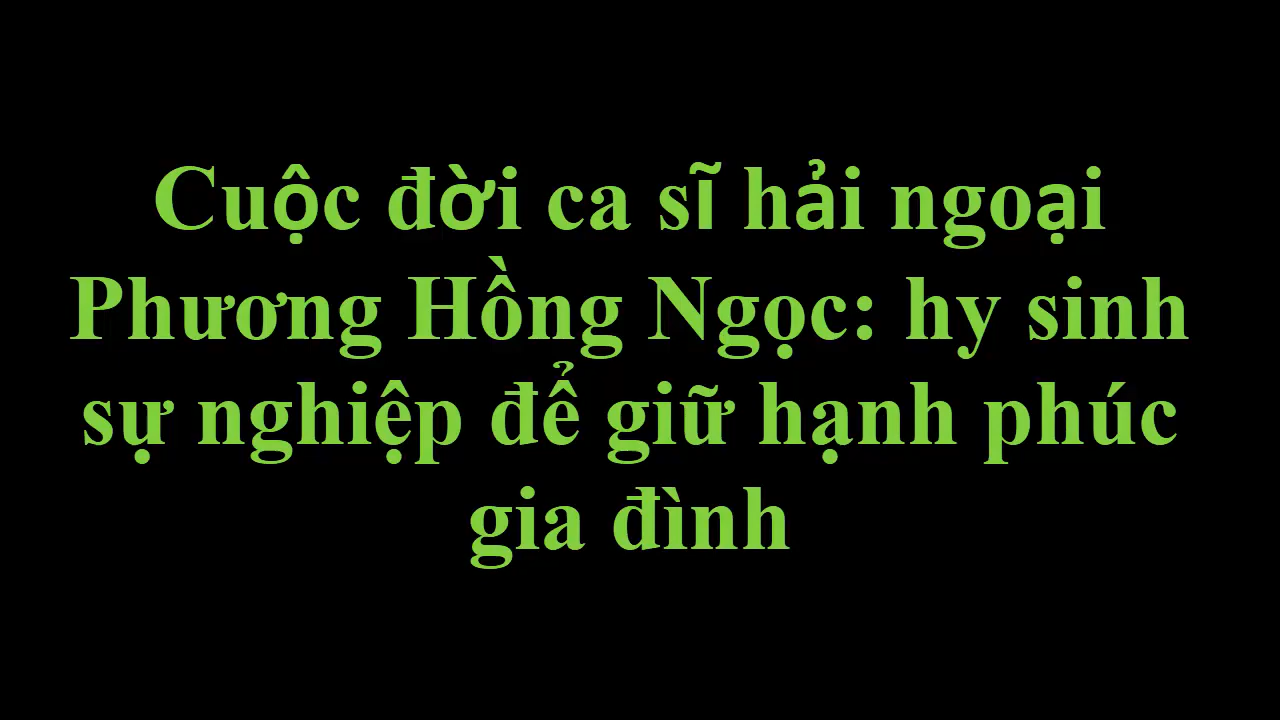 Cuộc đời ca sĩ hải ngoại
Phương Hồng Ngọc: hy sinh
sự nghiệp để giữ hạnh phúc
gia đình